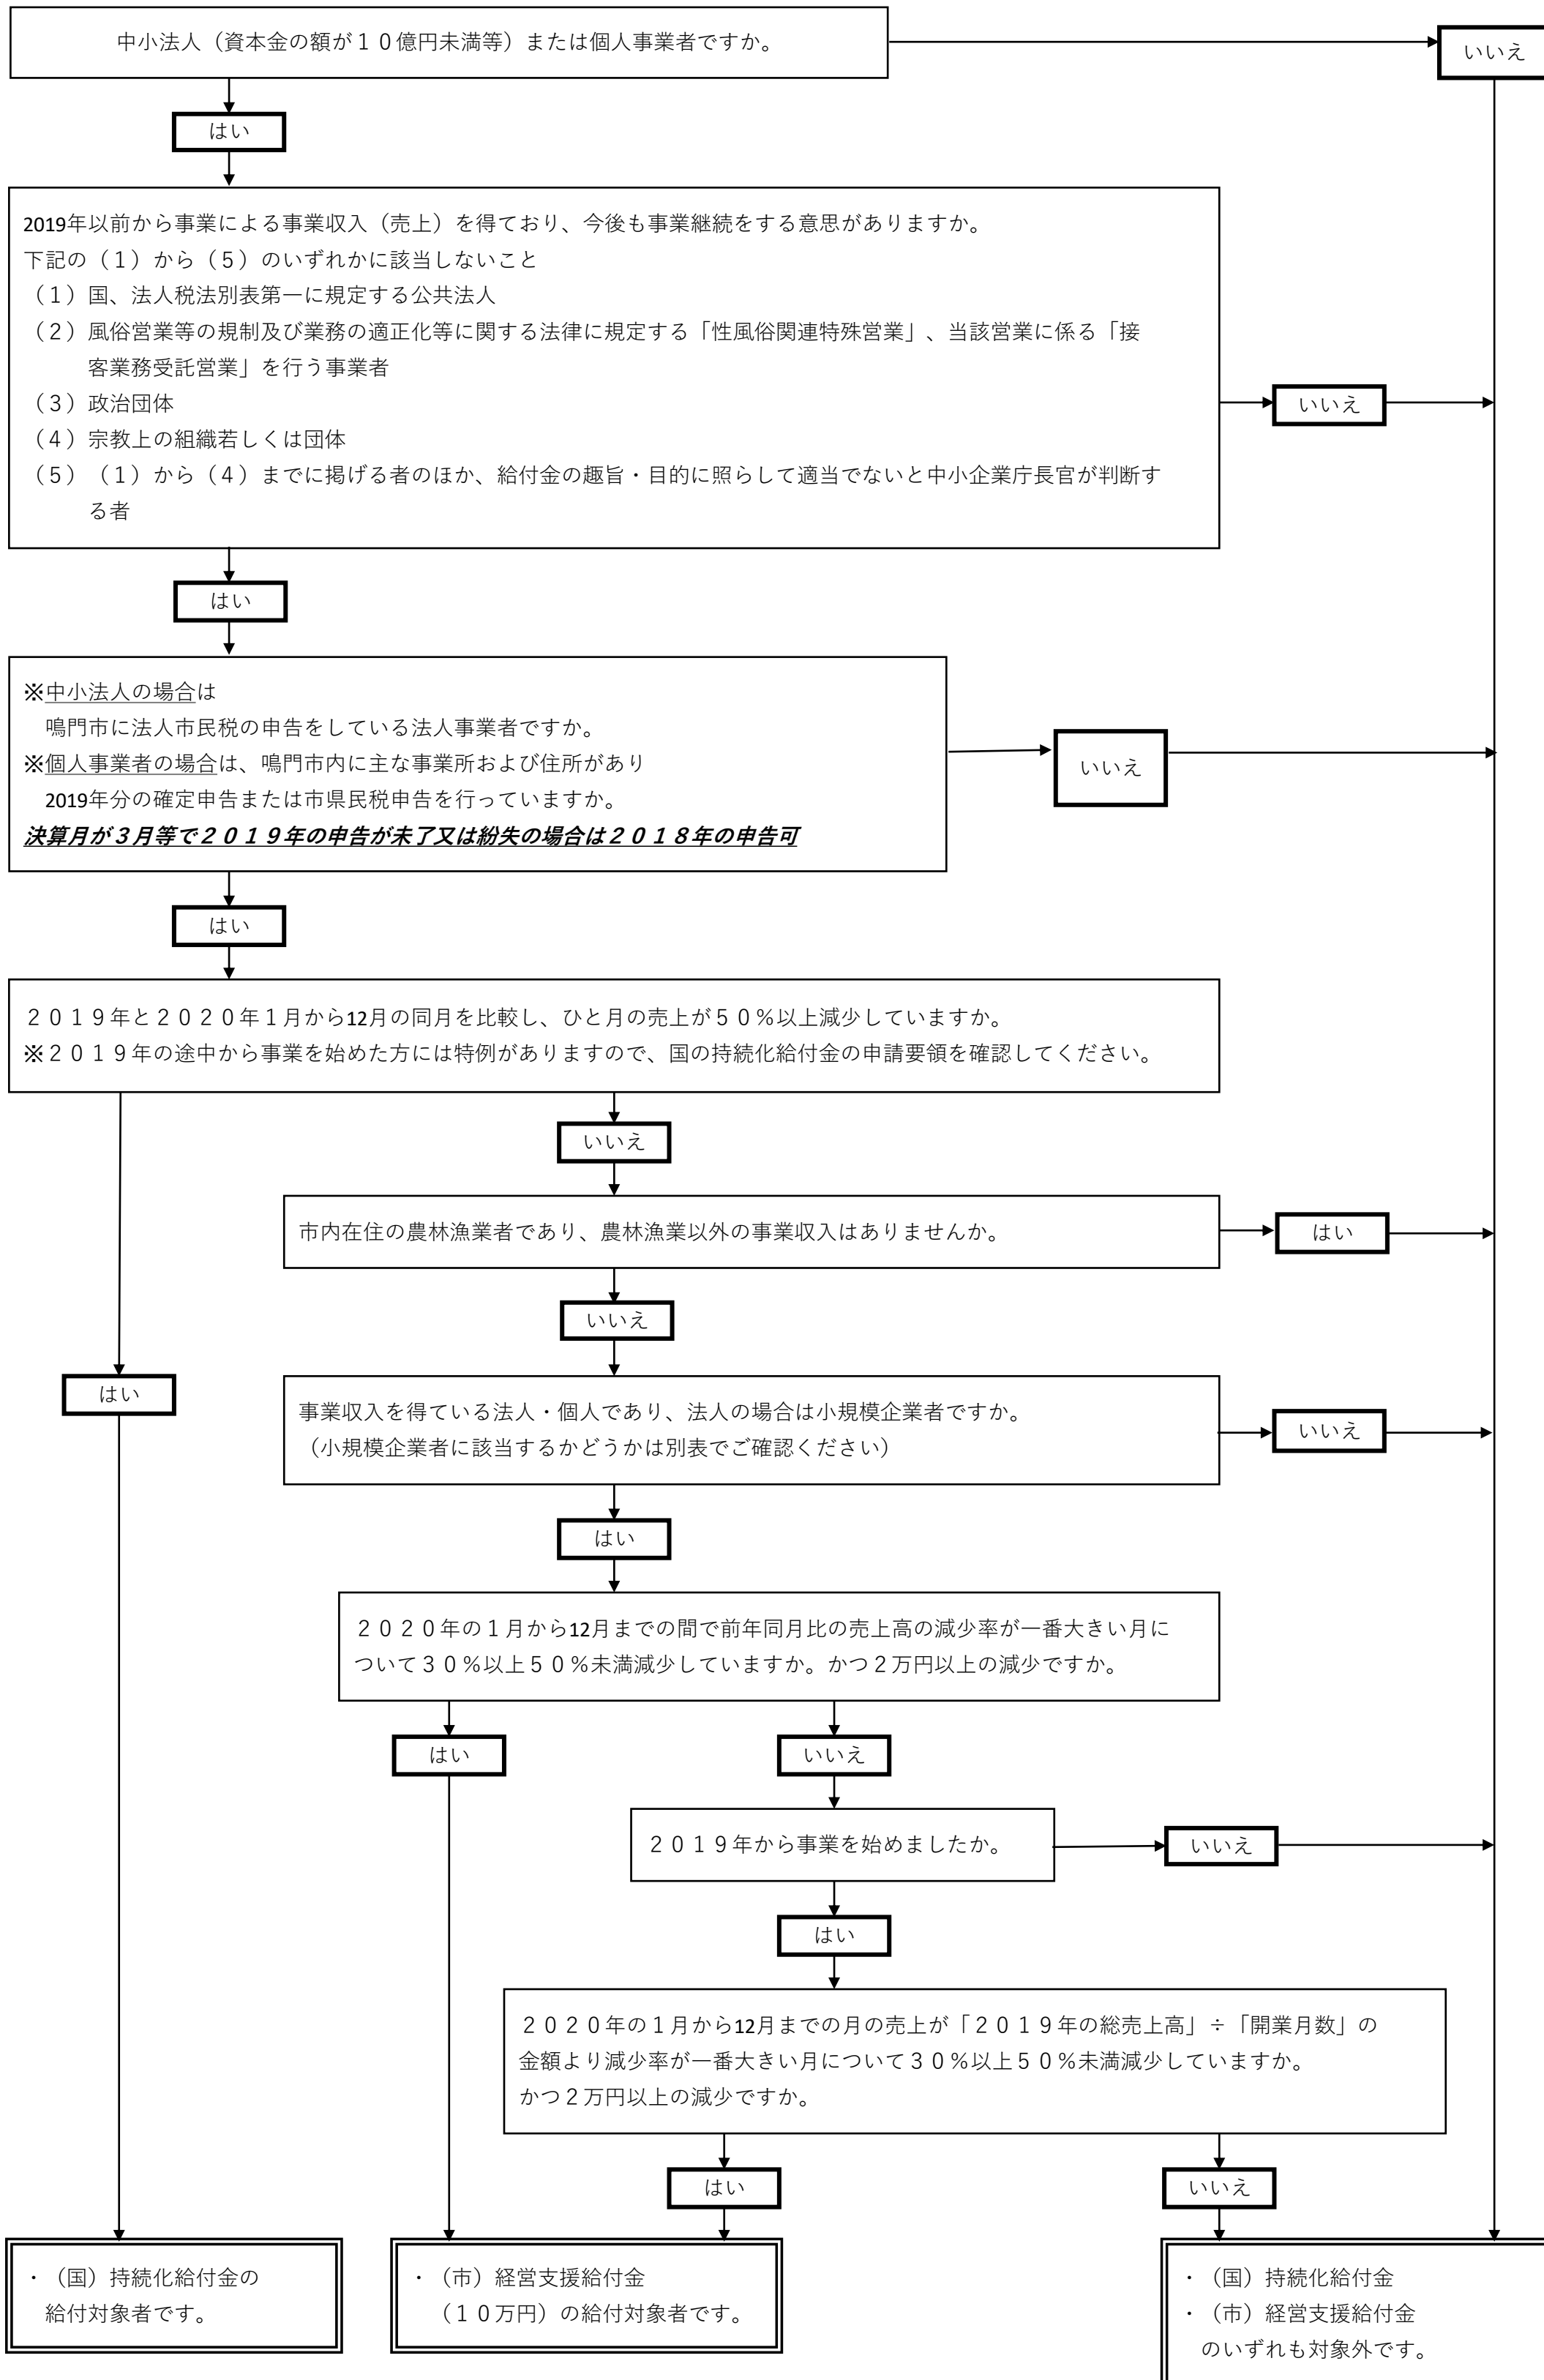 中小法人（資本金の額が１０億円未満等）または個人事業者ですか。
いいえ
はい
2019年以前から事業による事業収入（売上）を得ており、今後も事業継続をする意思がありますか。
下記の（１）から（５）のいずれかに該当しないこと
（１）国、法人税法別表第一に規定する公共法人
（２）風俗営業等の規制及び業務の適正化等に関する法律に規定する「性風俗関連特殊営業」、当該営業に係る「接
客業務受託営業」を行う事業者
（３）政治団体
（４）宗教上の組織若しくは団体
（５）（１）から（４）までに掲げる者のほか、給付金の趣旨・目的に照らして適当でないと中小企業庁長官が判断す
る者
いいえ
はい
※中小法人の場合は
鳴門市に法人市民税の申告をしている法人事業者ですか。
※個人事業者の場合は、鳴門市内に主な事業所および住所があり
2019年分の確定申告または市県民税申告を行っていますか。
決算月が３月等で２０１９年の申告が未了又は紛失の場合は２０１８年の申告可
いいえ
はい
２０１９年と２０２０年１月から12月の同月を比較し、ひと月の売上が５０％以上減少していますか。
※２０１９年の途中から事業を始めた方には特例がありますので、国の持続化給付金の申請要領を確認してください。
いいえ
市内在住の農林漁業者であり、農林漁業以外の事業収入はありませんか。
はい
いいえ
はい
事業収入を得ている法人・個人であり、法人の場合は小規模企業者ですか。
（小規模企業者に該当するかどうかは別表でご確認ください）
いいえ
はい
２０２０年の１月から12月までの間で前年同月比の売上高の減少率が一番大きい月に
ついて３０％以上５０％未満減少していますか。かつ２万円以上の減少ですか。
はい
いいえ
２０１９年から事業を始めましたか。
いいえ
はい
２０２０年の１月から12月までの月の売上が「２０１９年の総売上高」÷「開業月数」の
金額より減少率が一番大きい月について３０％以上５０％未満減少していますか。
かつ２万円以上の減少ですか。
はい
いいえ
・（国）持続化給付金の
給付対象者です。
・（市）経営支援給付金
（１０万円）の給付対象者です。
・（国）持続化給付金
・（市）経営支援給付金
のいずれも対象外です。